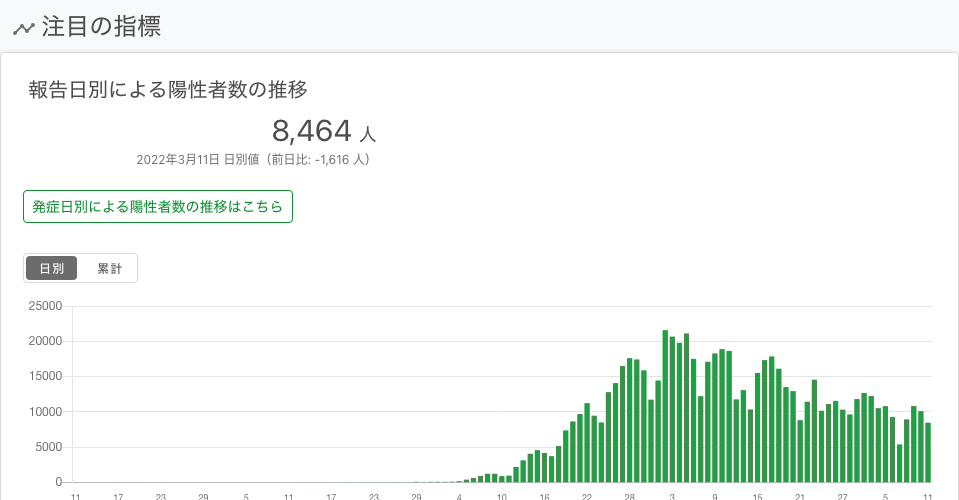 注目の指標
報告日別による陽性者数の推移
8,464 人
2022年3月11日 日別値（前日比: -1,616 人）
発症日別による陽性者数の推移はこちら
日別 累計
25000
20000
15000
10000
5000
0
11 17 23 29 5 11 17 23 29 4 10 16 22 28 3 9 15 21 27 5 11